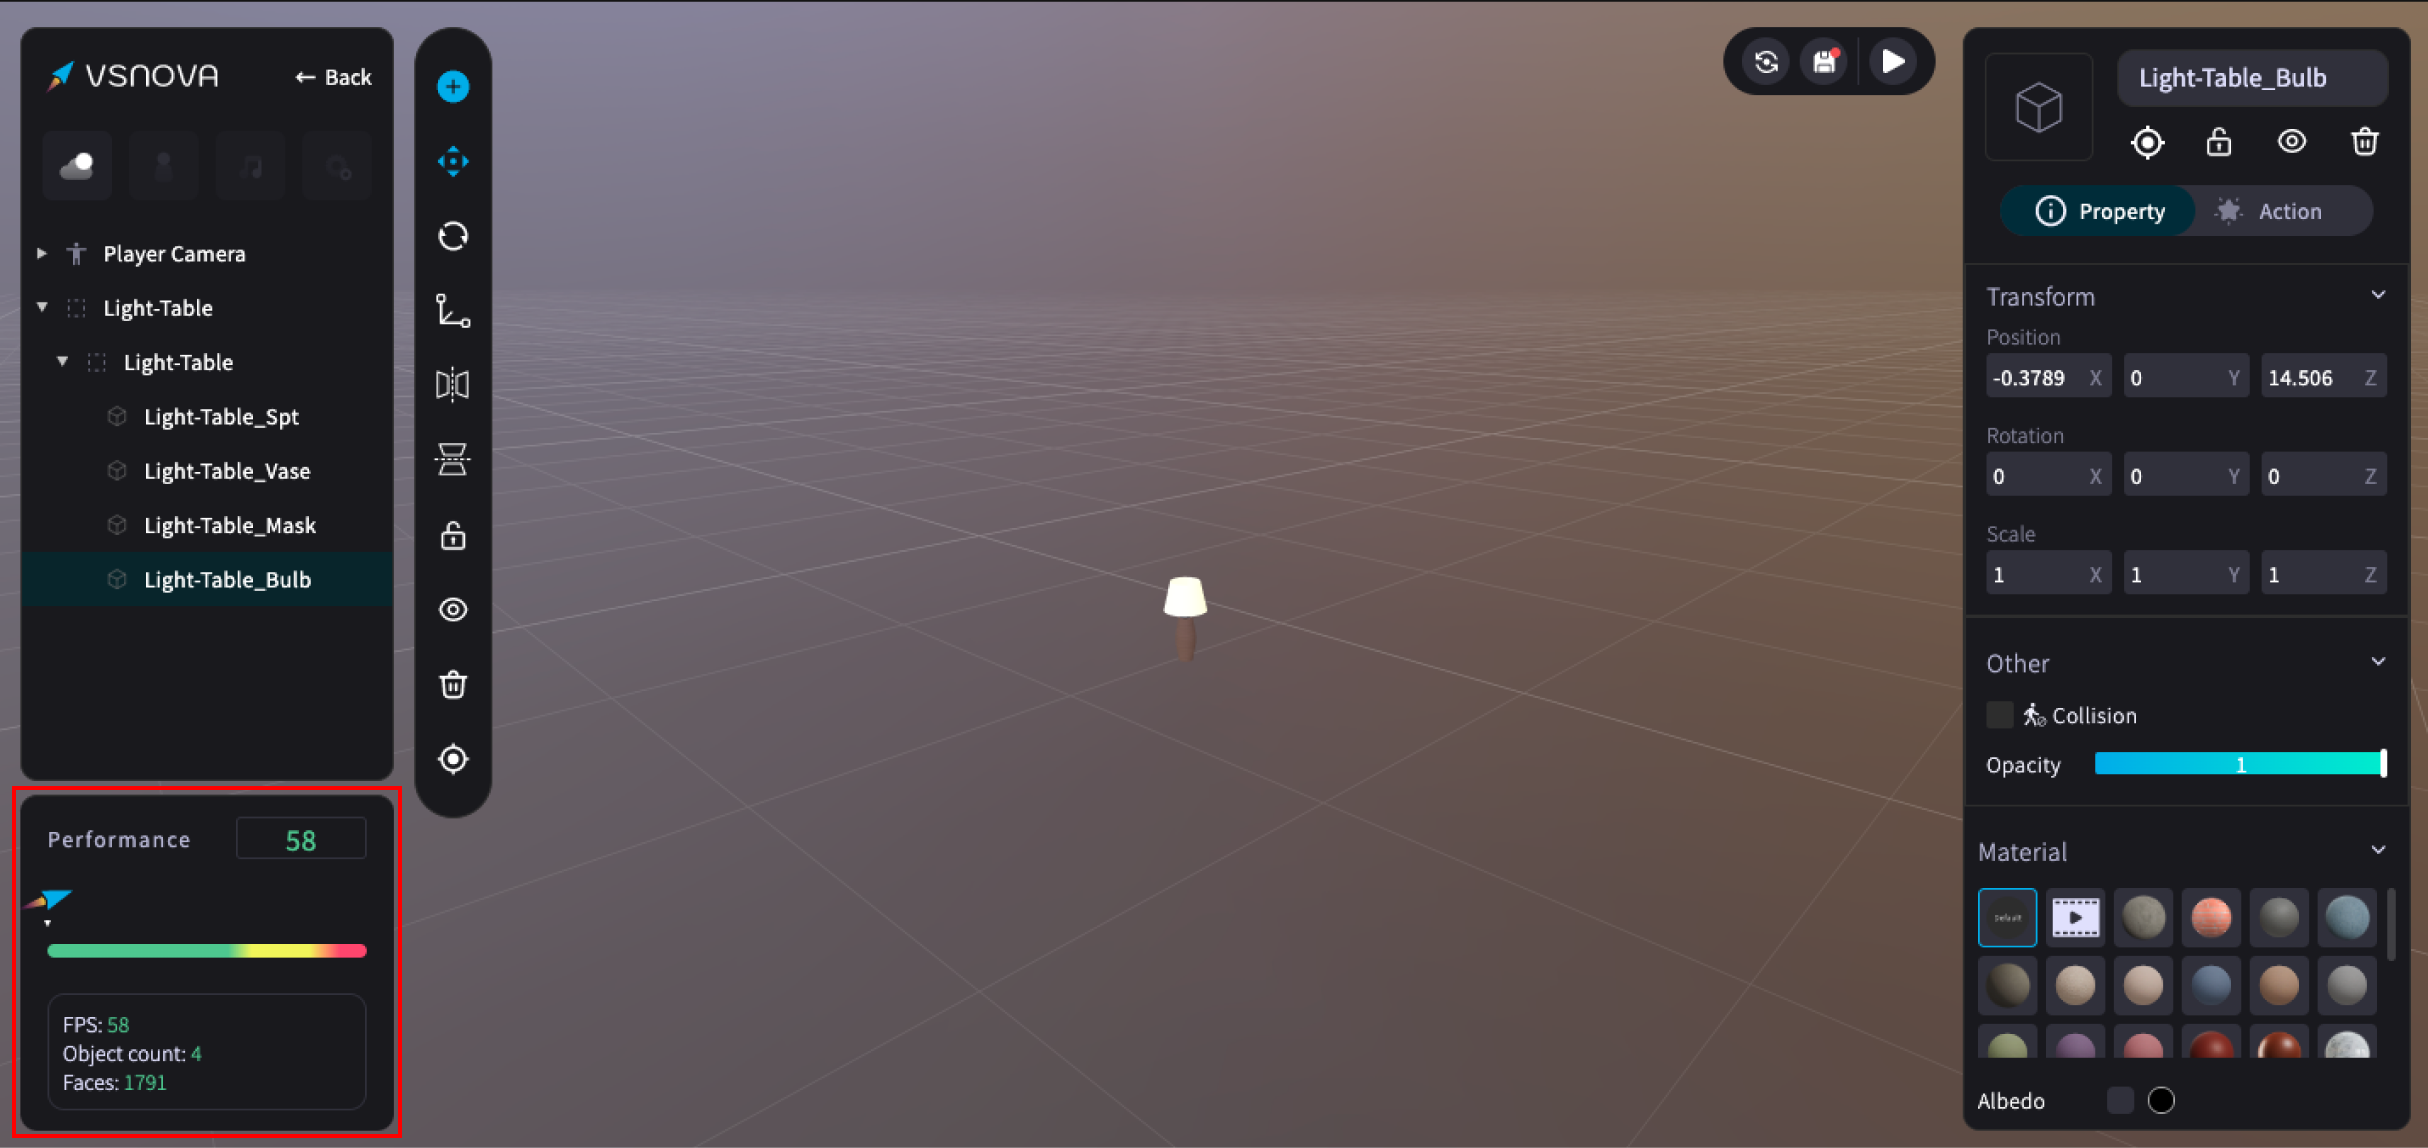 VSNOVA
← Back
Player Camera
Light-Table
Light-Table
Light-Table_Spt
Light-Table_Vase
Light-Table_Mask
Light-Table_Bulb
Performance 58
FPS: 58
Object count: 4
Faces: 1791
Light-Table_Bulb
Property Action
Transform
Position
-0.3789 X 0 Y 14.506 Z
Rotation
0 X 0 Y 0 Z
Scale
1 X 1 Y 1 Z
Other
Collision
Opacity 1
Material
Default
Albedo